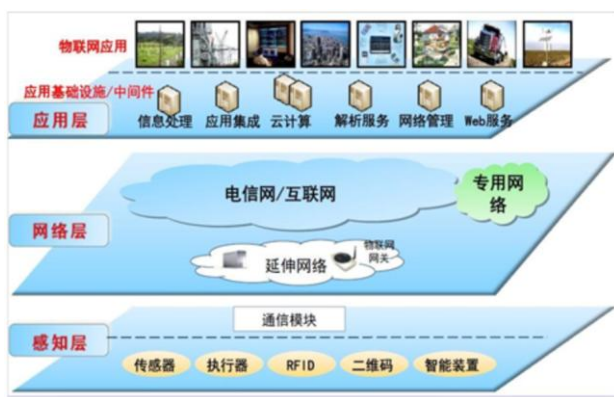 物联网应用
应用基础设施/中间件
应用层
信息处理 应用集成 云计算 解析服务 网络管理 Web服务
电信网/互联网
专用网
络
网络层
物联网
网关
延伸网络
通信模块
感知层
传感器 执行器 RFID 二维码 智能装置